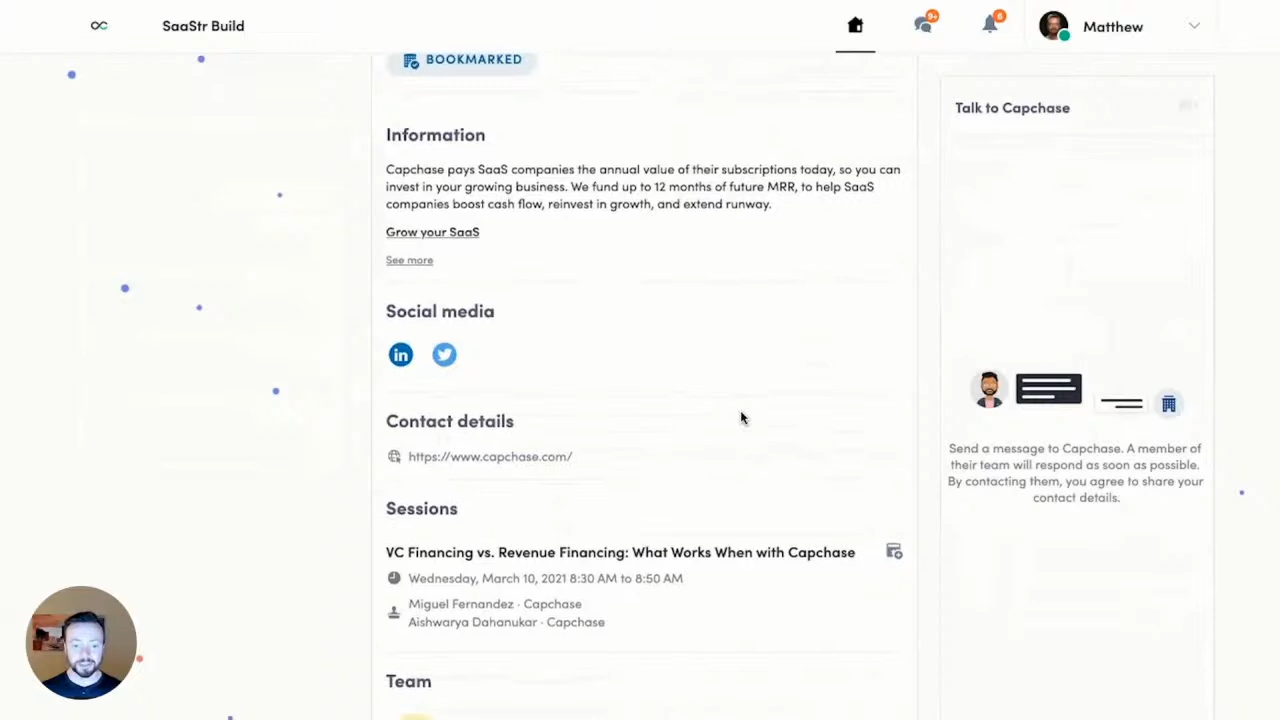 SaaStr Build
9+
6
Matthew
BOOKMARKED
Information
Capchase pays SaaS companies the annual value of their subscriptions today, so you can
invest in your growing business. We fund up to 12 months of future MRR, to help SaaS
companies boost cash flow, reinvest in growth, and extend runway.
Grow your SaaS
See more
Social media
in
Contact details
https://www.capchase.com/
Sessions
VC Financing vs. Revenue Financing: What Works When with Capchase
Wednesday, March 10, 2021 8:30 AM to 8:50 AM
Miguel Fernandez · Capchase
Aishwarya Dahanukar · Capchase
Team
Talk to Capchase
Send a message to Capchase. A member of
their team will respond as soon as possible.
By contacting them, you agree to share your
contact details.